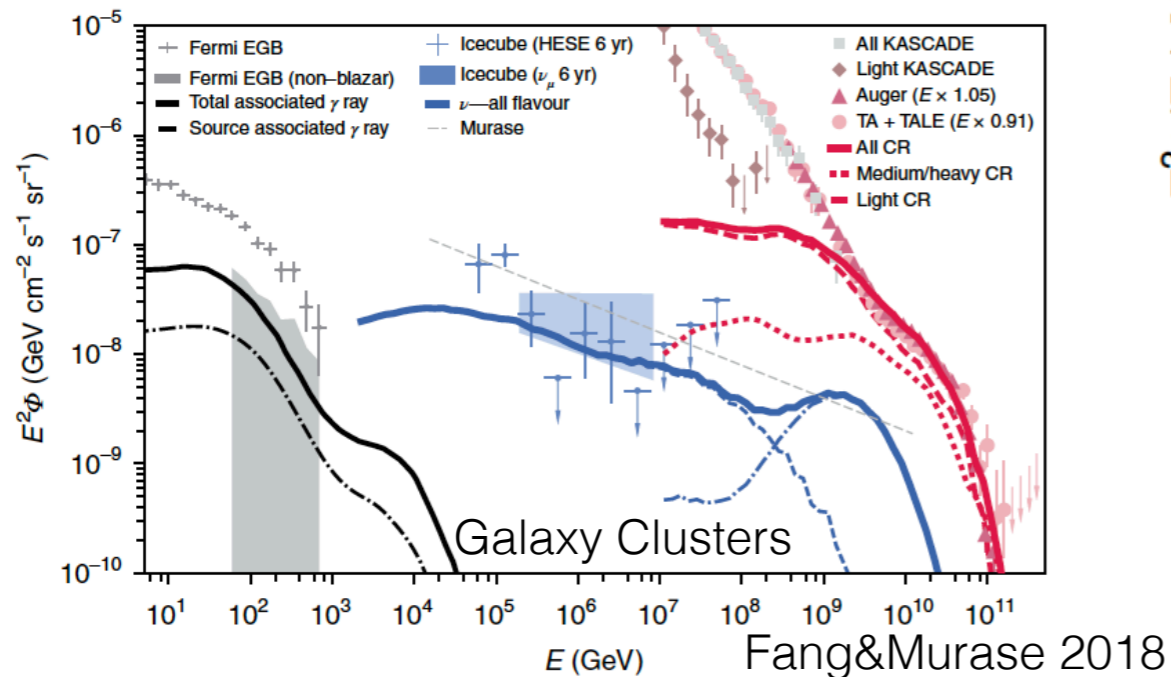 10⁻⁵
10⁻⁶
10⁻⁷
10⁻⁸
10⁻⁹
10⁻¹⁰
E²Φ (GeV cm⁻² s⁻¹ sr⁻¹)
Fermi EGB
Fermi EGB (non–blazar)
Total associated γ ray
Source associated γ ray
Icecube (HESE 6 yr)
Icecube (νμ 6 yr)
ν—all flavour
Murase
All KASCADE
Light KASCADE
Auger (E × 1.05)
TA + TALE (E × 0.91)
All CR
Medium/heavy CR
Light CR
Galaxy Clusters
10¹ 10² 10³ 10⁴ 10⁵ 10⁶ 10⁷ 10⁸ 10⁹ 10¹⁰ 10¹¹
E (GeV)
Fang&Murase 2018